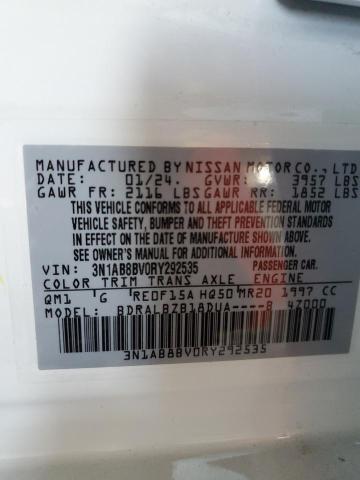 MANUFACTURED BY NISSAN MOTOR CO., LTD
DATE: 01/24. GVWR: 3957 LBS
GAWR FR: 2116 LBS GAWR RR: 1852 LBS
THIS VEHICLE CONFORMS TO ALL APPLICABLE FEDERAL MOTOR
VEHICLE SAFETY, BUMPER, AND THEFT PREVENTION STANDARDS
IN EFFECT ON THE DATE OF MANUFACTURE SHOWN ABOVE.
SEE OWNER'S MANUAL FOR ADDITIONAL INFORMATION
VIN: 3N1AB8BV0RY292535 PASSENGER CAR.
COLOR TRIM TRANS AXLE ENGINE
QM1 G RE0F15A HQ50 MR20 1997 CC
MODEL: BDRALBZB18DUA----B 4Z000
3N1AB8BV0RY292535